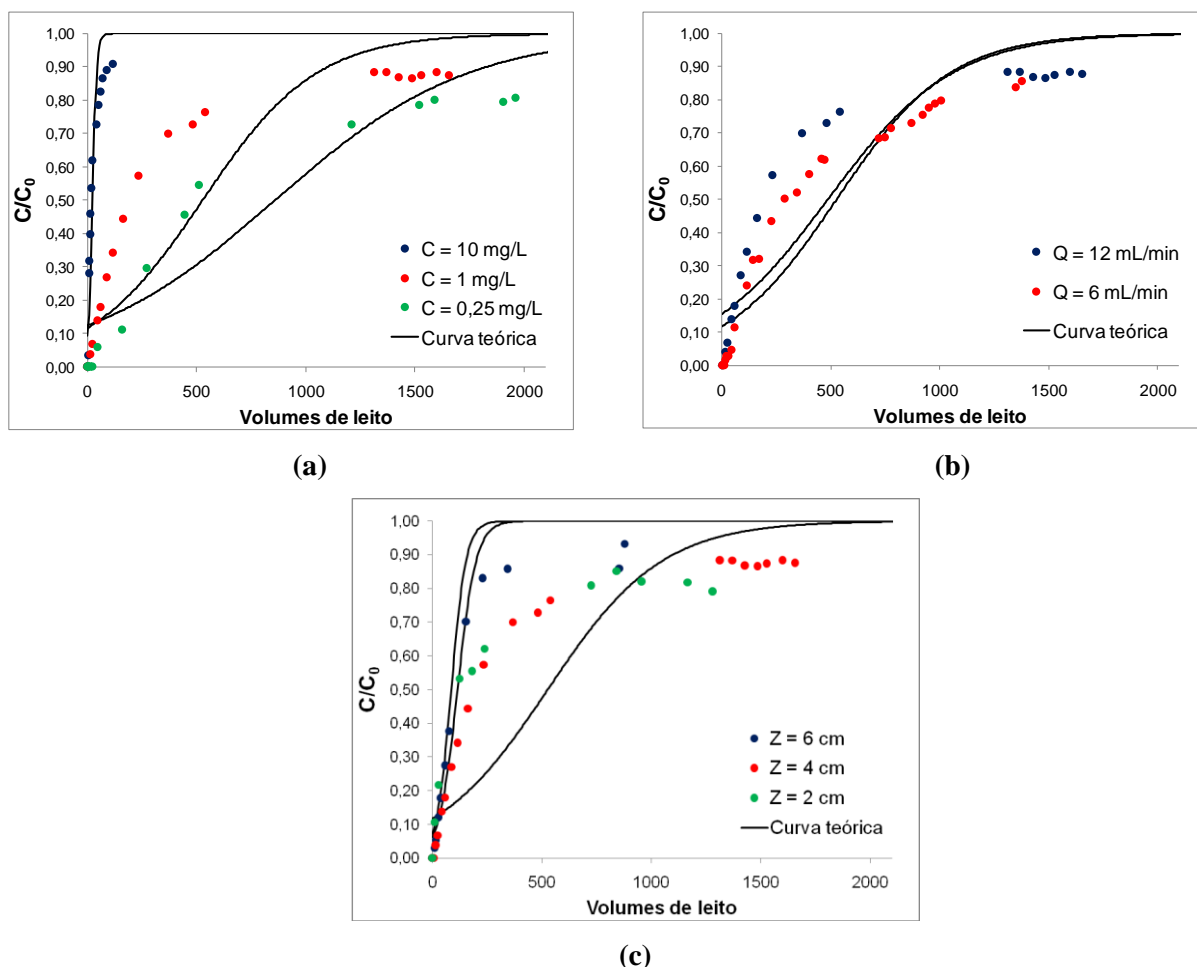 1,00
0,90
0,80
0,70
0,60
0,50
0,40
0,30
0,20
0,10
0,00
C/C0
C = 10 mg/L
C = 1 mg/L
C = 0,25 mg/L
Curva teórica
0 500 1000 1500 2000
Volumes de leito
(a)
1,00
0,90
0,80
0,70
0,60
0,50
0,40
0,30
0,20
0,10
0,00
C/C0
Q = 12 mL/min
Q = 6 mL/min
Curva teórica
0 500 1000 1500 2000
Volumes de leito
(b)
1,00
0,90
0,80
0,70
0,60
0,50
0,40
0,30
0,20
0,10
0,00
C/C0
Z = 6 cm
Z = 4 cm
Z = 2 cm
Curva teórica
0 500 1000 1500 2000
Volumes de leito
(c)